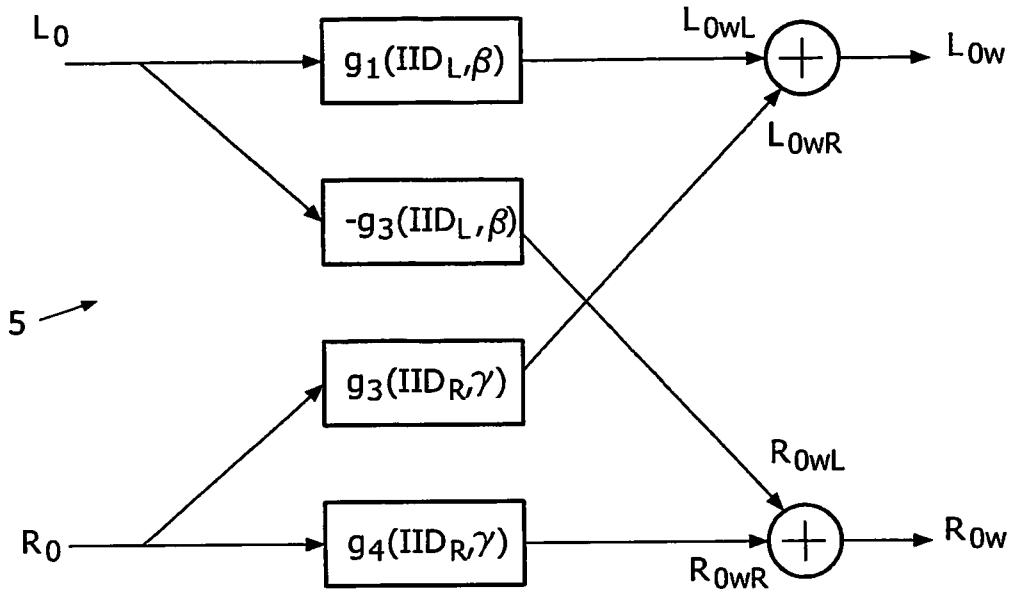 L0
g1(IIDL,β)
L0wL
+
L0w
L0wR
-g3(IIDL,β)
5
g3(IIDR,γ)
R0wL
R0
g4(IIDR,γ)
+
R0w
R0wR